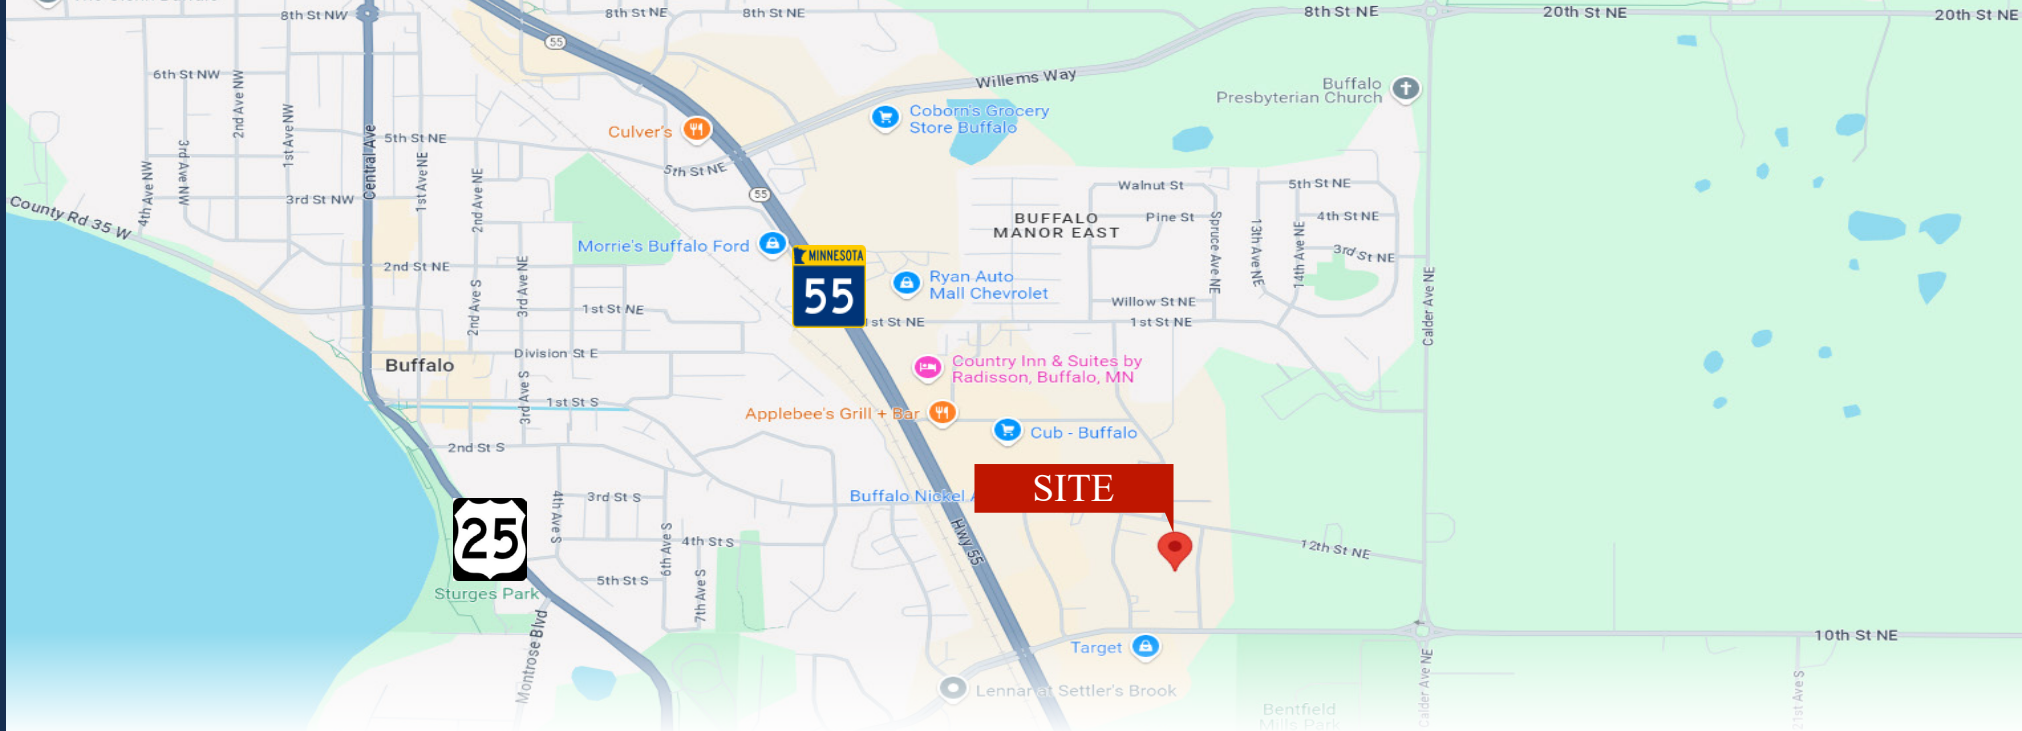 8th St NW
8th St NE
8th St NE
8th St NE
20th St NE
20th St NE
55
6th St NW
2nd Ave NW
Willems Way
Buffalo
Presbyterian Church
Coborn's Grocery
Store Buffalo
Culver's
1st Ave NW
Central Ave
5th St NE
5th St NE
4th Ave NW
3rd Ave NW
1st Ave NE
2nd Ave NE
3rd St NW
55
Walnut St
5th St NE
County Rd 35 W
BUFFALO
MANOR EAST
Pine St
Spruce Ave NE
13th Ave NE
14th Ave NE
4th St NE
3rd St NE
Morrie's Buffalo Ford
MINNESOTA
55
2nd St NE
3rd Ave NE
2nd Ave S
Ryan Auto
Mall Chevrolet
Willow St NE
Calder Ave NE
1st St NE
1st St NE
1st St NE
Division St E
Buffalo
Country Inn & Suites by
Radisson, Buffalo, MN
3rd Ave S
1st St S
Applebee's Grill + Bar
Cub - Buffalo
2nd St S
SITE
4th Ave S
3rd St S
Buffalo Nickel A
25
Hwy 55
6th Ave S
4th St S
12th St NE
5th St S
7th Ave S
Sturges Park
Montrose Blvd
Target
10th St NE
Lennar at Settler's Brook
Calder Ave NE
21st Ave S
Bentfield
Mills Park